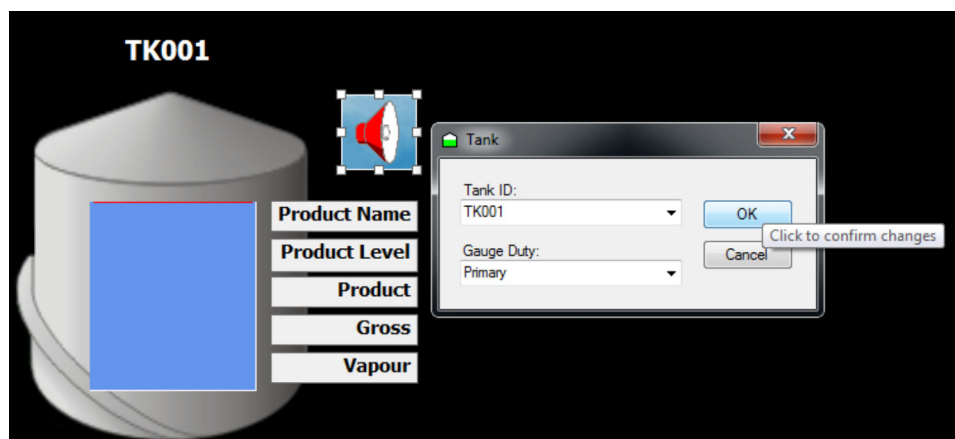 TK001
Tank
Tank ID:
TK001
OK
Click to confirm changes
Gauge Duty:
Primary
Cancel
Product Name
Product Level
Product
Gross
Vapour